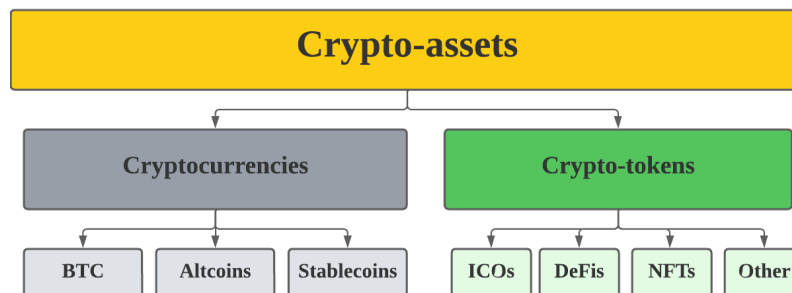 Crypto-assets
Cryptocurrencies
Crypto-tokens
BTC
Altcoins
Stablecoins
ICOs
DeFis
NFTs
Other